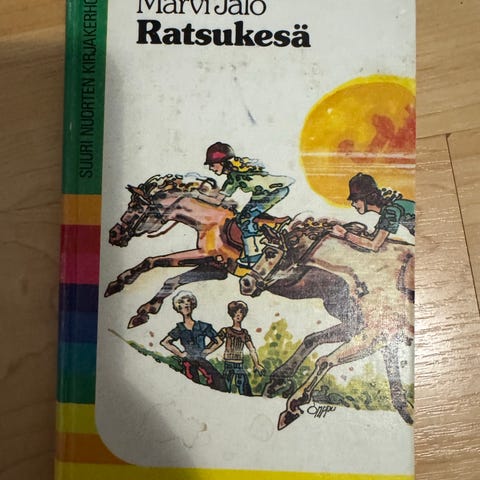 Marvi Jalo
Ratsukesä
SUURI NUORTEN KIRJAKERHO